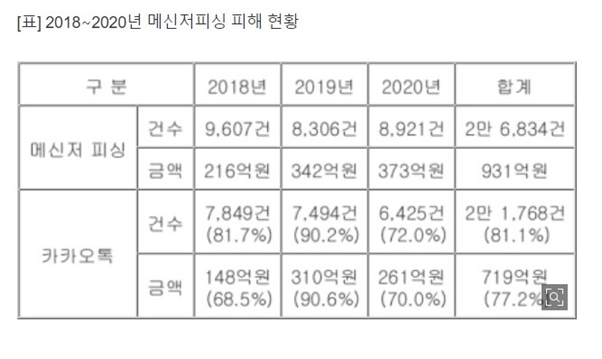 [표] 2018~2020년 메신저피싱 피해 현황
구 분 2018년 2019년 2020년 합계
메신저 피싱 건수 9,607건 8,306건 8,921건 2만 6,834건
금액 216억원 342억원 373억원 931억원
카카오톡 건수 7,849건 (81.7%) 7,494건 (90.2%) 6,425건 (72.0%) 2만 1,768건 (81.1%)
금액 148억원 (68.5%) 310억원 (90.6%) 261억원 (70.0%) 719억원 (77.2%)